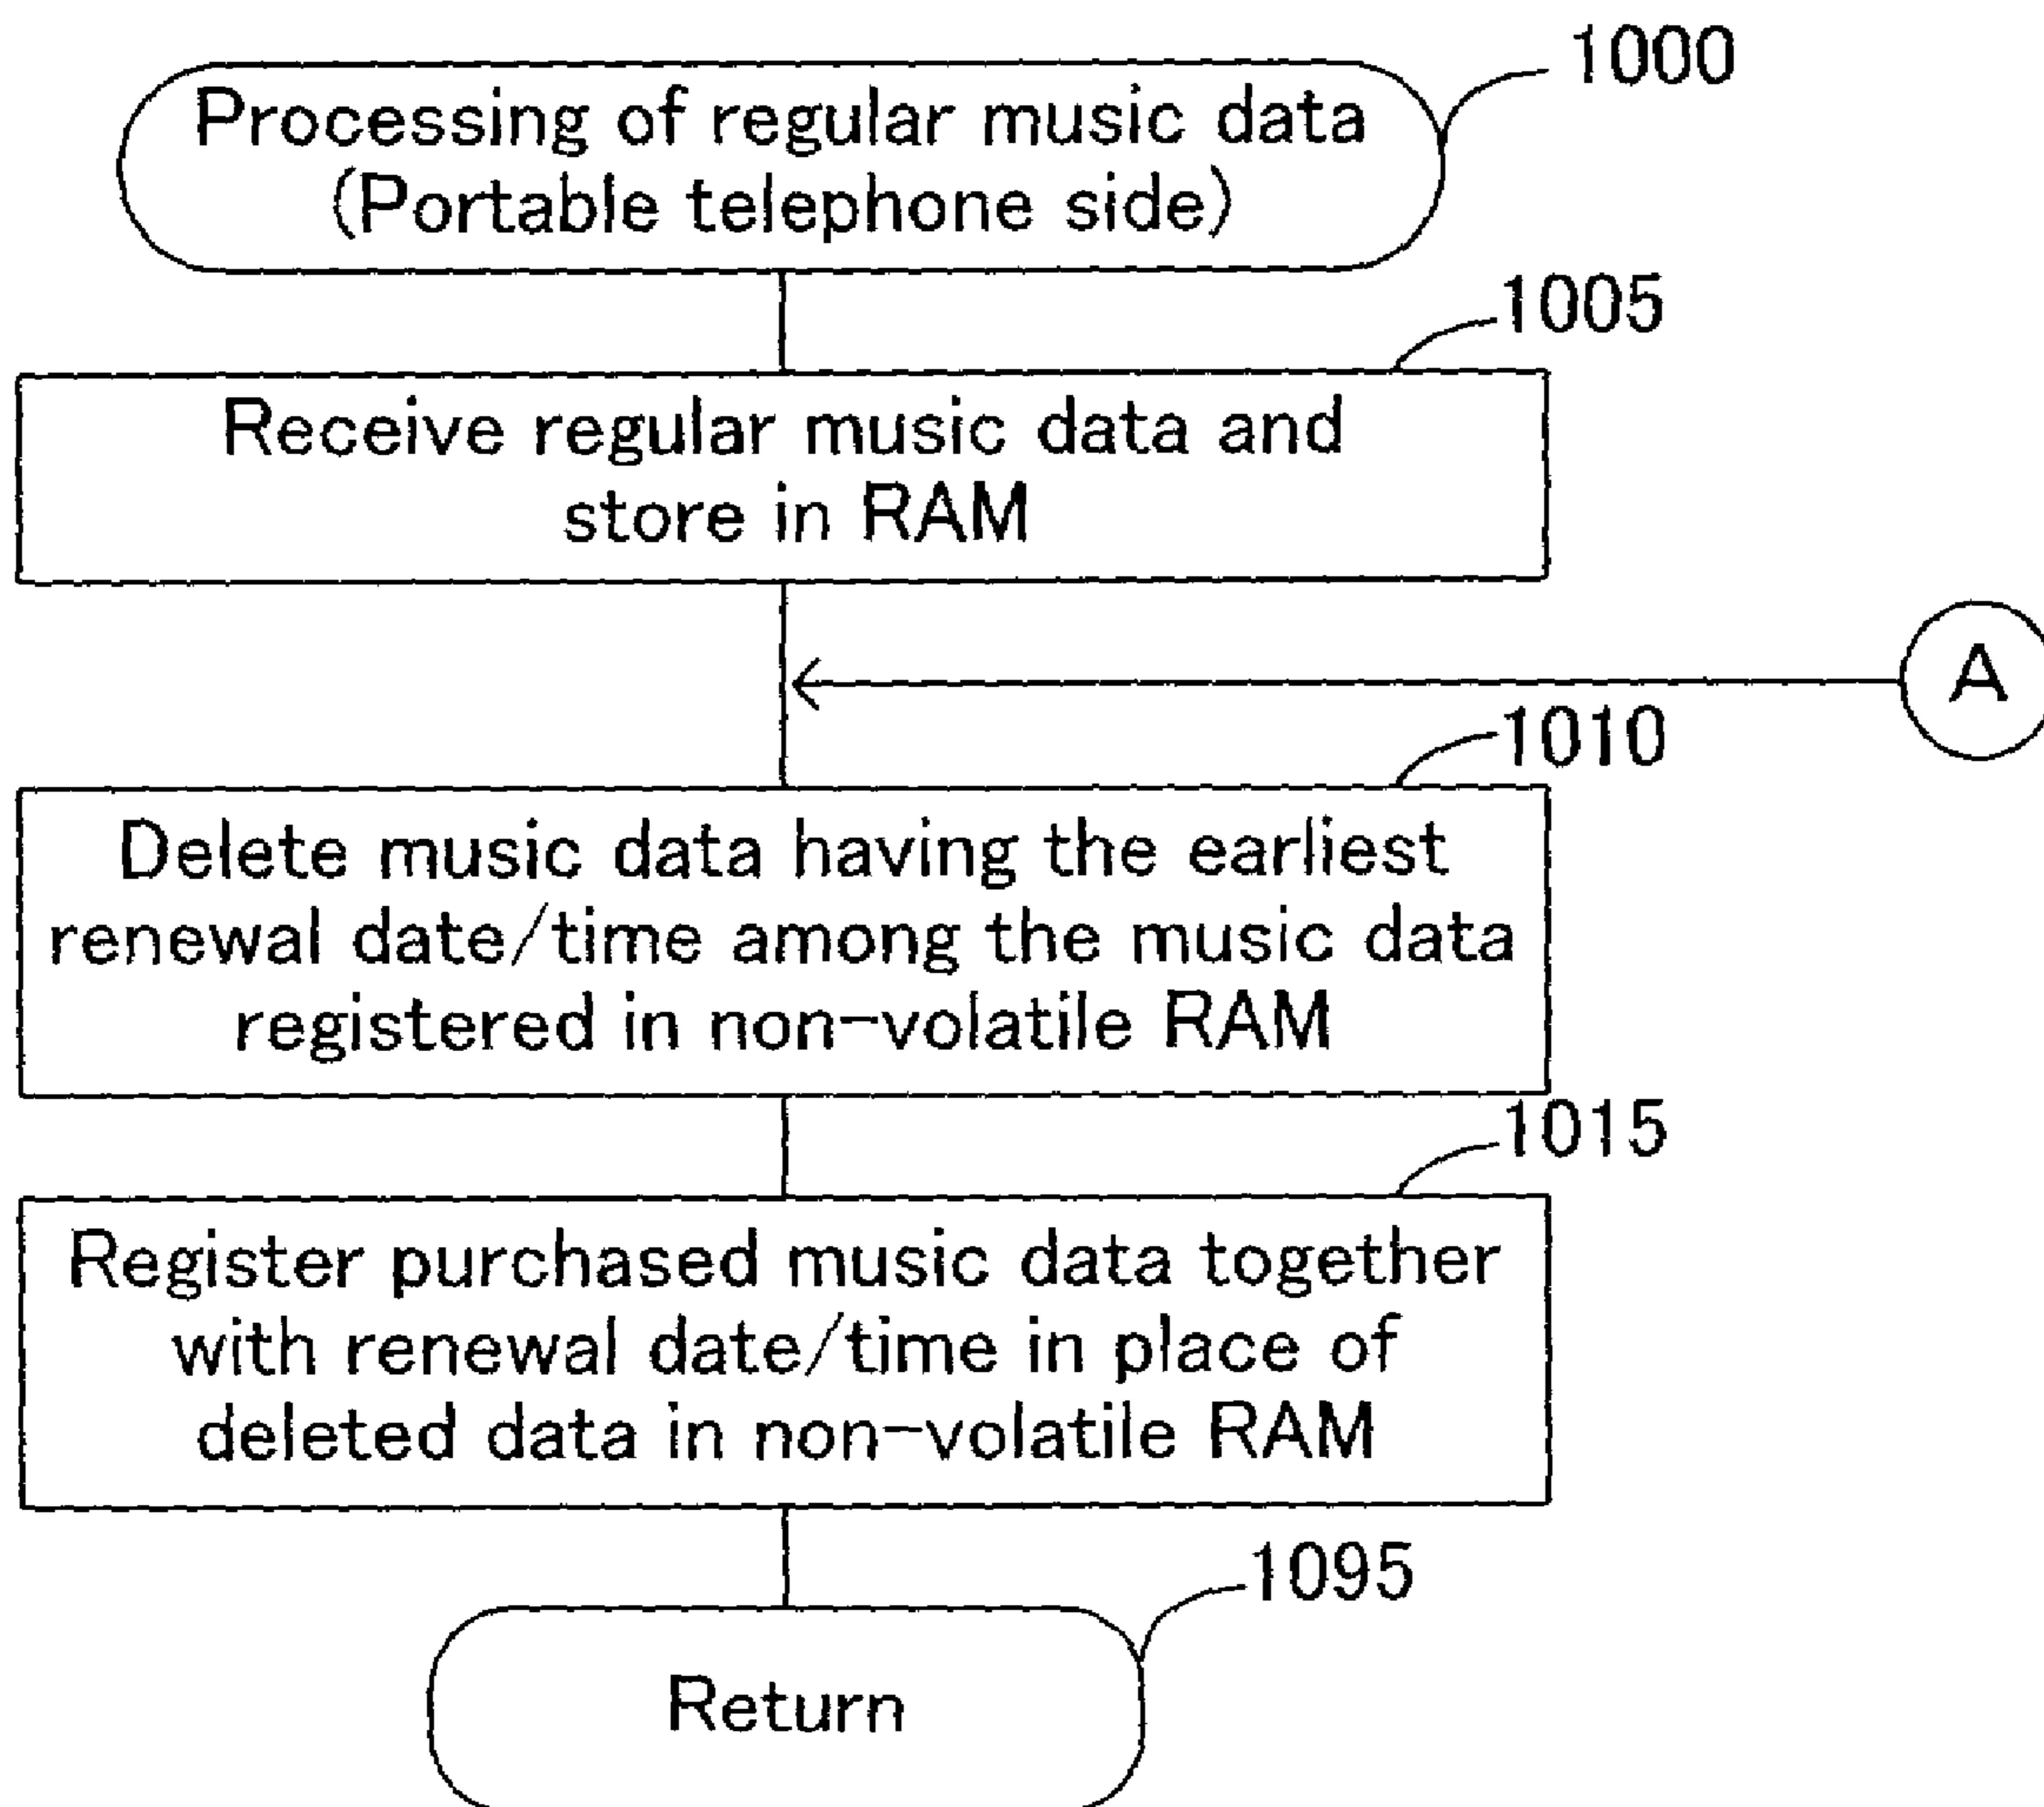 1000
Processing of regular music data
(Portable telephone side)
1005
Receive regular music data and
store in RAM
A
1010
Delete music data having the earliest
renewal date/time among the music data
registered in non-volatile RAM
1015
Register purchased music data together
with renewal date/time in place of
deleted data in non-volatile RAM
1095
Return